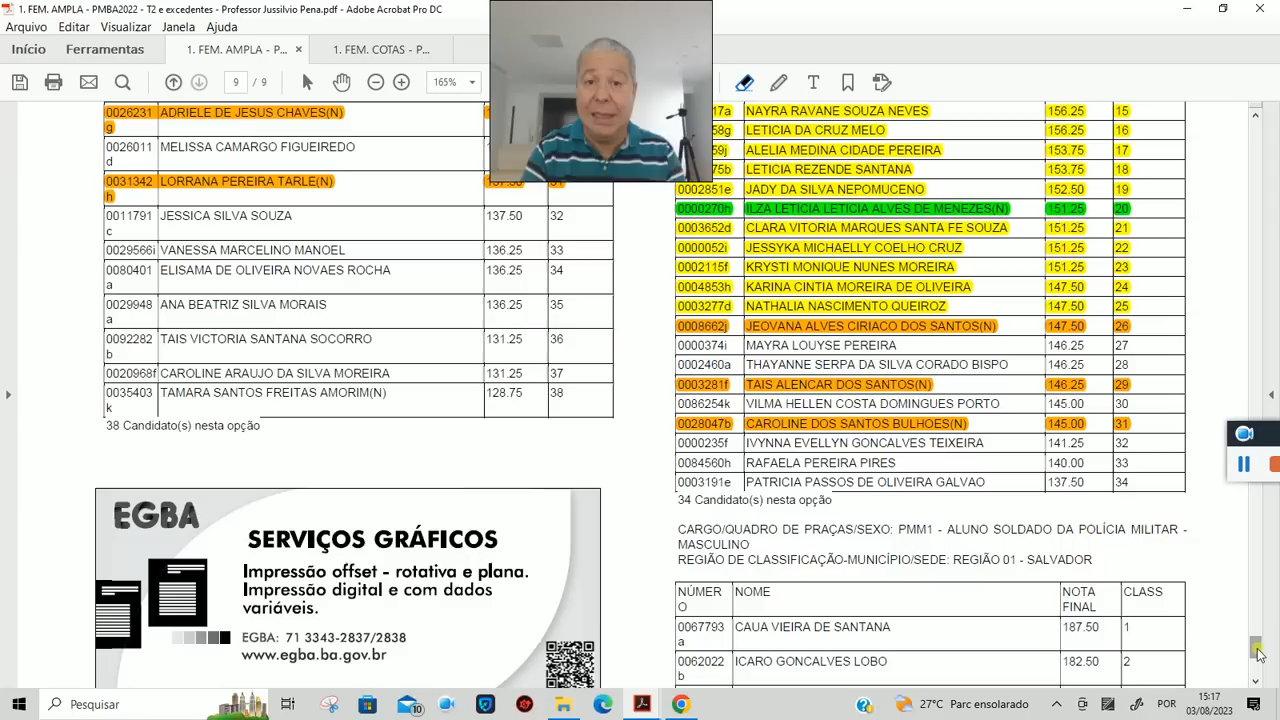 1. FEM. AMPLA - PMBA2022 - T2 e excedentes - Professor Jussilvio Pena.pdf - Adobe Acrobat Pro DC
Arquivo Editar Visualizar Janela Ajuda
Início Ferramentas 1. FEM. AMPLA - P... × 1. FEM. COTAS - P...
9 / 9 165%
0026231 ADRIELE DE JESUS CHAVES(N)
g
0026011 MELISSA CAMARGO FIGUEIREDO
d
0031342 LORRANA PEREIRA TARLE(N)
h
0011791 JESSICA SILVA SOUZA 137.50 32
c
0029566i VANESSA MARCELINO MANOEL 136.25 33
0080401 ELISAMA DE OLIVEIRA NOVAES ROCHA 136.25 34
a
0029948 ANA BEATRIZ SILVA MORAIS 136.25 35
a
0092282 TAIS VICTORIA SANTANA SOCORRO 131.25 36
b
0020968f CAROLINE ARAUJO DA SILVA MOREIRA 131.25 37
0035403 TAMARA SANTOS FREITAS AMORIM(N) 128.75 38
k
38 Candidato(s) nesta opção
EGBA
SERVIÇOS GRÁFICOS
Impressão offset - rotativa e plana.
Impressão digital e com dados
variáveis.
EGBA: 71 3343-2837/2838
www.egba.ba.gov.br
17a NAYRA RAVANE SOUZA NEVES 156.25 15
58g LETICIA DA CRUZ MELO 156.25 16
59j ALELIA MEDINA CIDADE PEREIRA 153.75 17
75b LETICIA REZENDE SANTANA 153.75 18
0002851e JADY DA SILVA NEPOMUCENO 152.50 19
0000270h ILZA LETICIA LETICIA ALVES DE MENEZES(N) 151.25 20
0003652d CLARA VITORIA MARQUES SANTA FE SOUZA 151.25 21
0000052i JESSYKA MICHAELLY COELHO CRUZ 151.25 22
0002115f KRYSTI MONIQUE NUNES MOREIRA 151.25 23
0004853h KARINA CINTIA MOREIRA DE OLIVEIRA 147.50 24
0003277d NATHALIA NASCIMENTO QUEIROZ 147.50 25
0008662j JEOVANA ALVES CIRIACO DOS SANTOS(N) 147.50 26
0000374i MAYRA LOUYSE PEREIRA 146.25 27
0002460a THAYANNE SERPA DA SILVA CORADO BISPO 146.25 28
0003281f TAIS ALENCAR DOS SANTOS(N) 146.25 29
0086254k VILMA HELLEN COSTA DOMINGUES PORTO 145.00 30
0028047b CAROLINE DOS SANTOS BULHOES(N) 145.00 31
0000235f IVYNNA EVELLYN GONCALVES TEIXEIRA 141.25 32
0084560h RAFAELA PEREIRA PIRES 140.00 33
0003191e PATRICIA PASSOS DE OLIVEIRA GALVAO 137.50 34
34 Candidato(s) nesta opção
CARGO/QUADRO DE PRAÇAS/SEXO: PMM1 - ALUNO SOLDADO DA POLÍCIA MILITAR -
MASCULINO
REGIÃO DE CLASSIFICAÇÃO-MUNICÍPIO/SEDE: REGIÃO 01 - SALVADOR
NÚMER NOME NOTA CLASS
O FINAL
0067793 CAUA VIEIRA DE SANTANA 187.50 1
a
0062022 ICARO GONCALVES LOBO 182.50 2
b
Pesquisar 10 27°C Parc ensolarado POR 15:17
03/08/2023